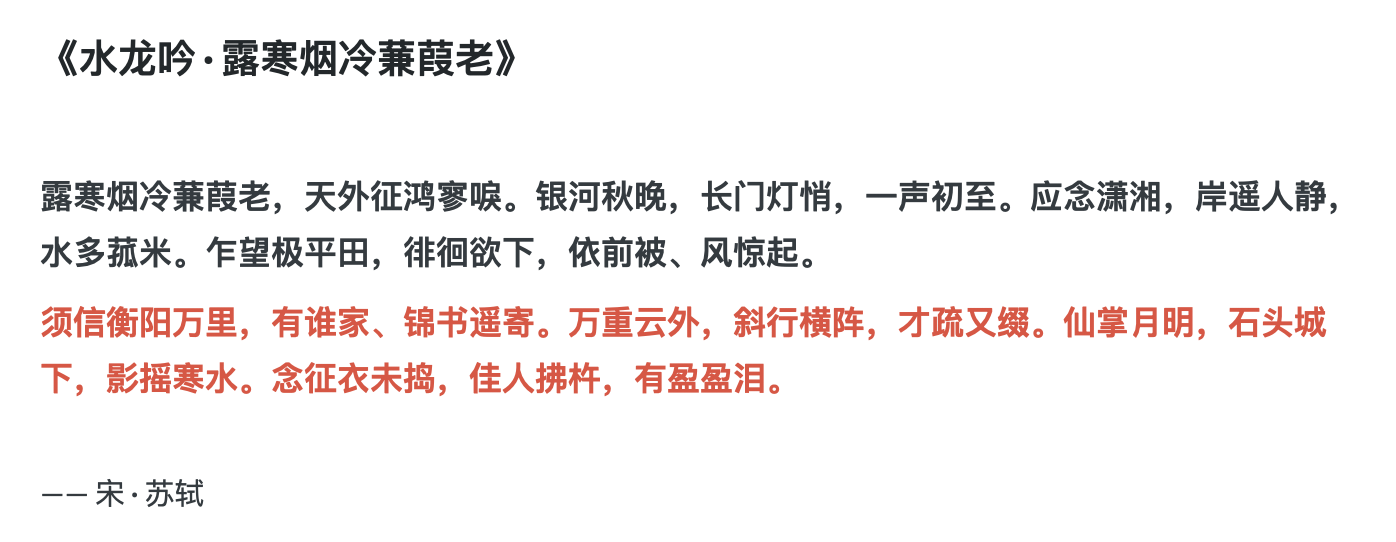 《水龙吟·露寒烟冷蒹葭老》
露寒烟冷蒹葭老，天外征鸿寥唳。银河秋晚，长门灯悄，一声初至。应念潇湘，岸遥人静，
水多菰米。乍望极平田，徘徊欲下，依前被、风惊起。
须信衡阳万里，有谁家、锦书遥寄。万重云外，斜行横阵，才疏又缀。仙掌月明，石头城
下，影摇寒水。念征衣未捣，佳人拂杵，有盈盈泪。
—— 宋·苏轼